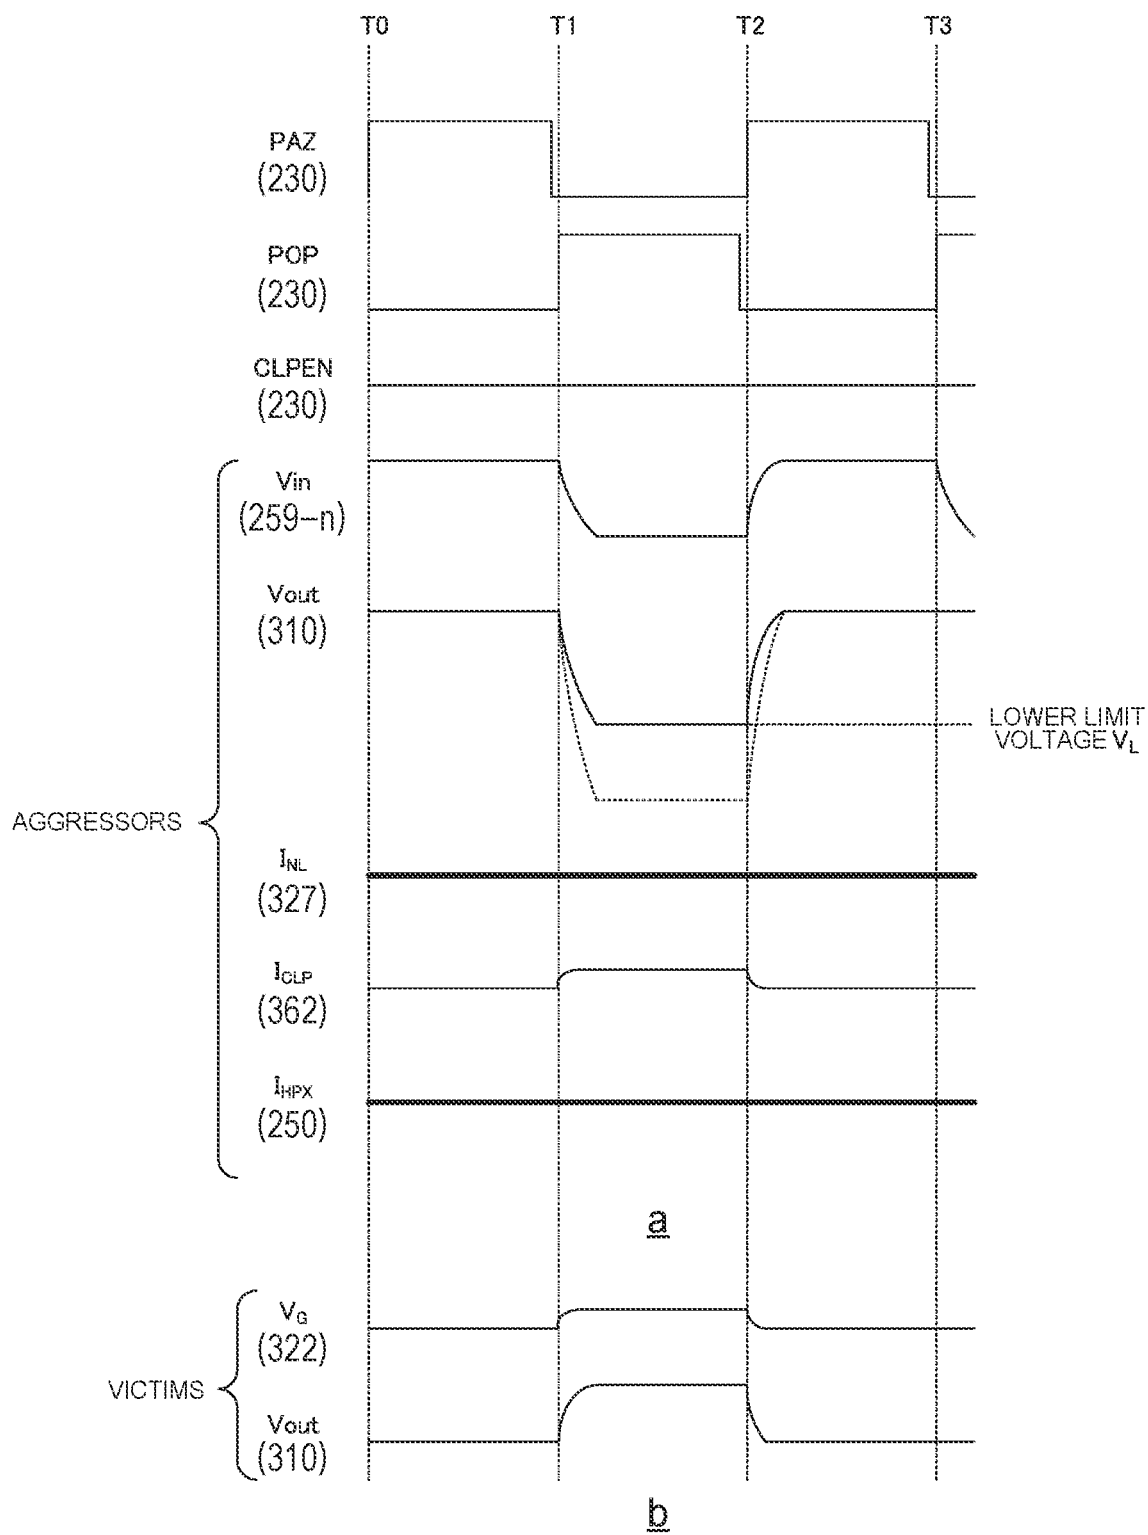 T0 T1 T2 T3
PAZ
(230)
POP
(230)
CLPEN
(230)
Vin
(259-n)
Vout
(310)
LOWER LIMIT
VOLTAGE VL
AGGRESSORS
INL
(327)
ICLP
(362)
IHPX
(250)
a
VG
(322)
VICTIMS
Vout
(310)
b